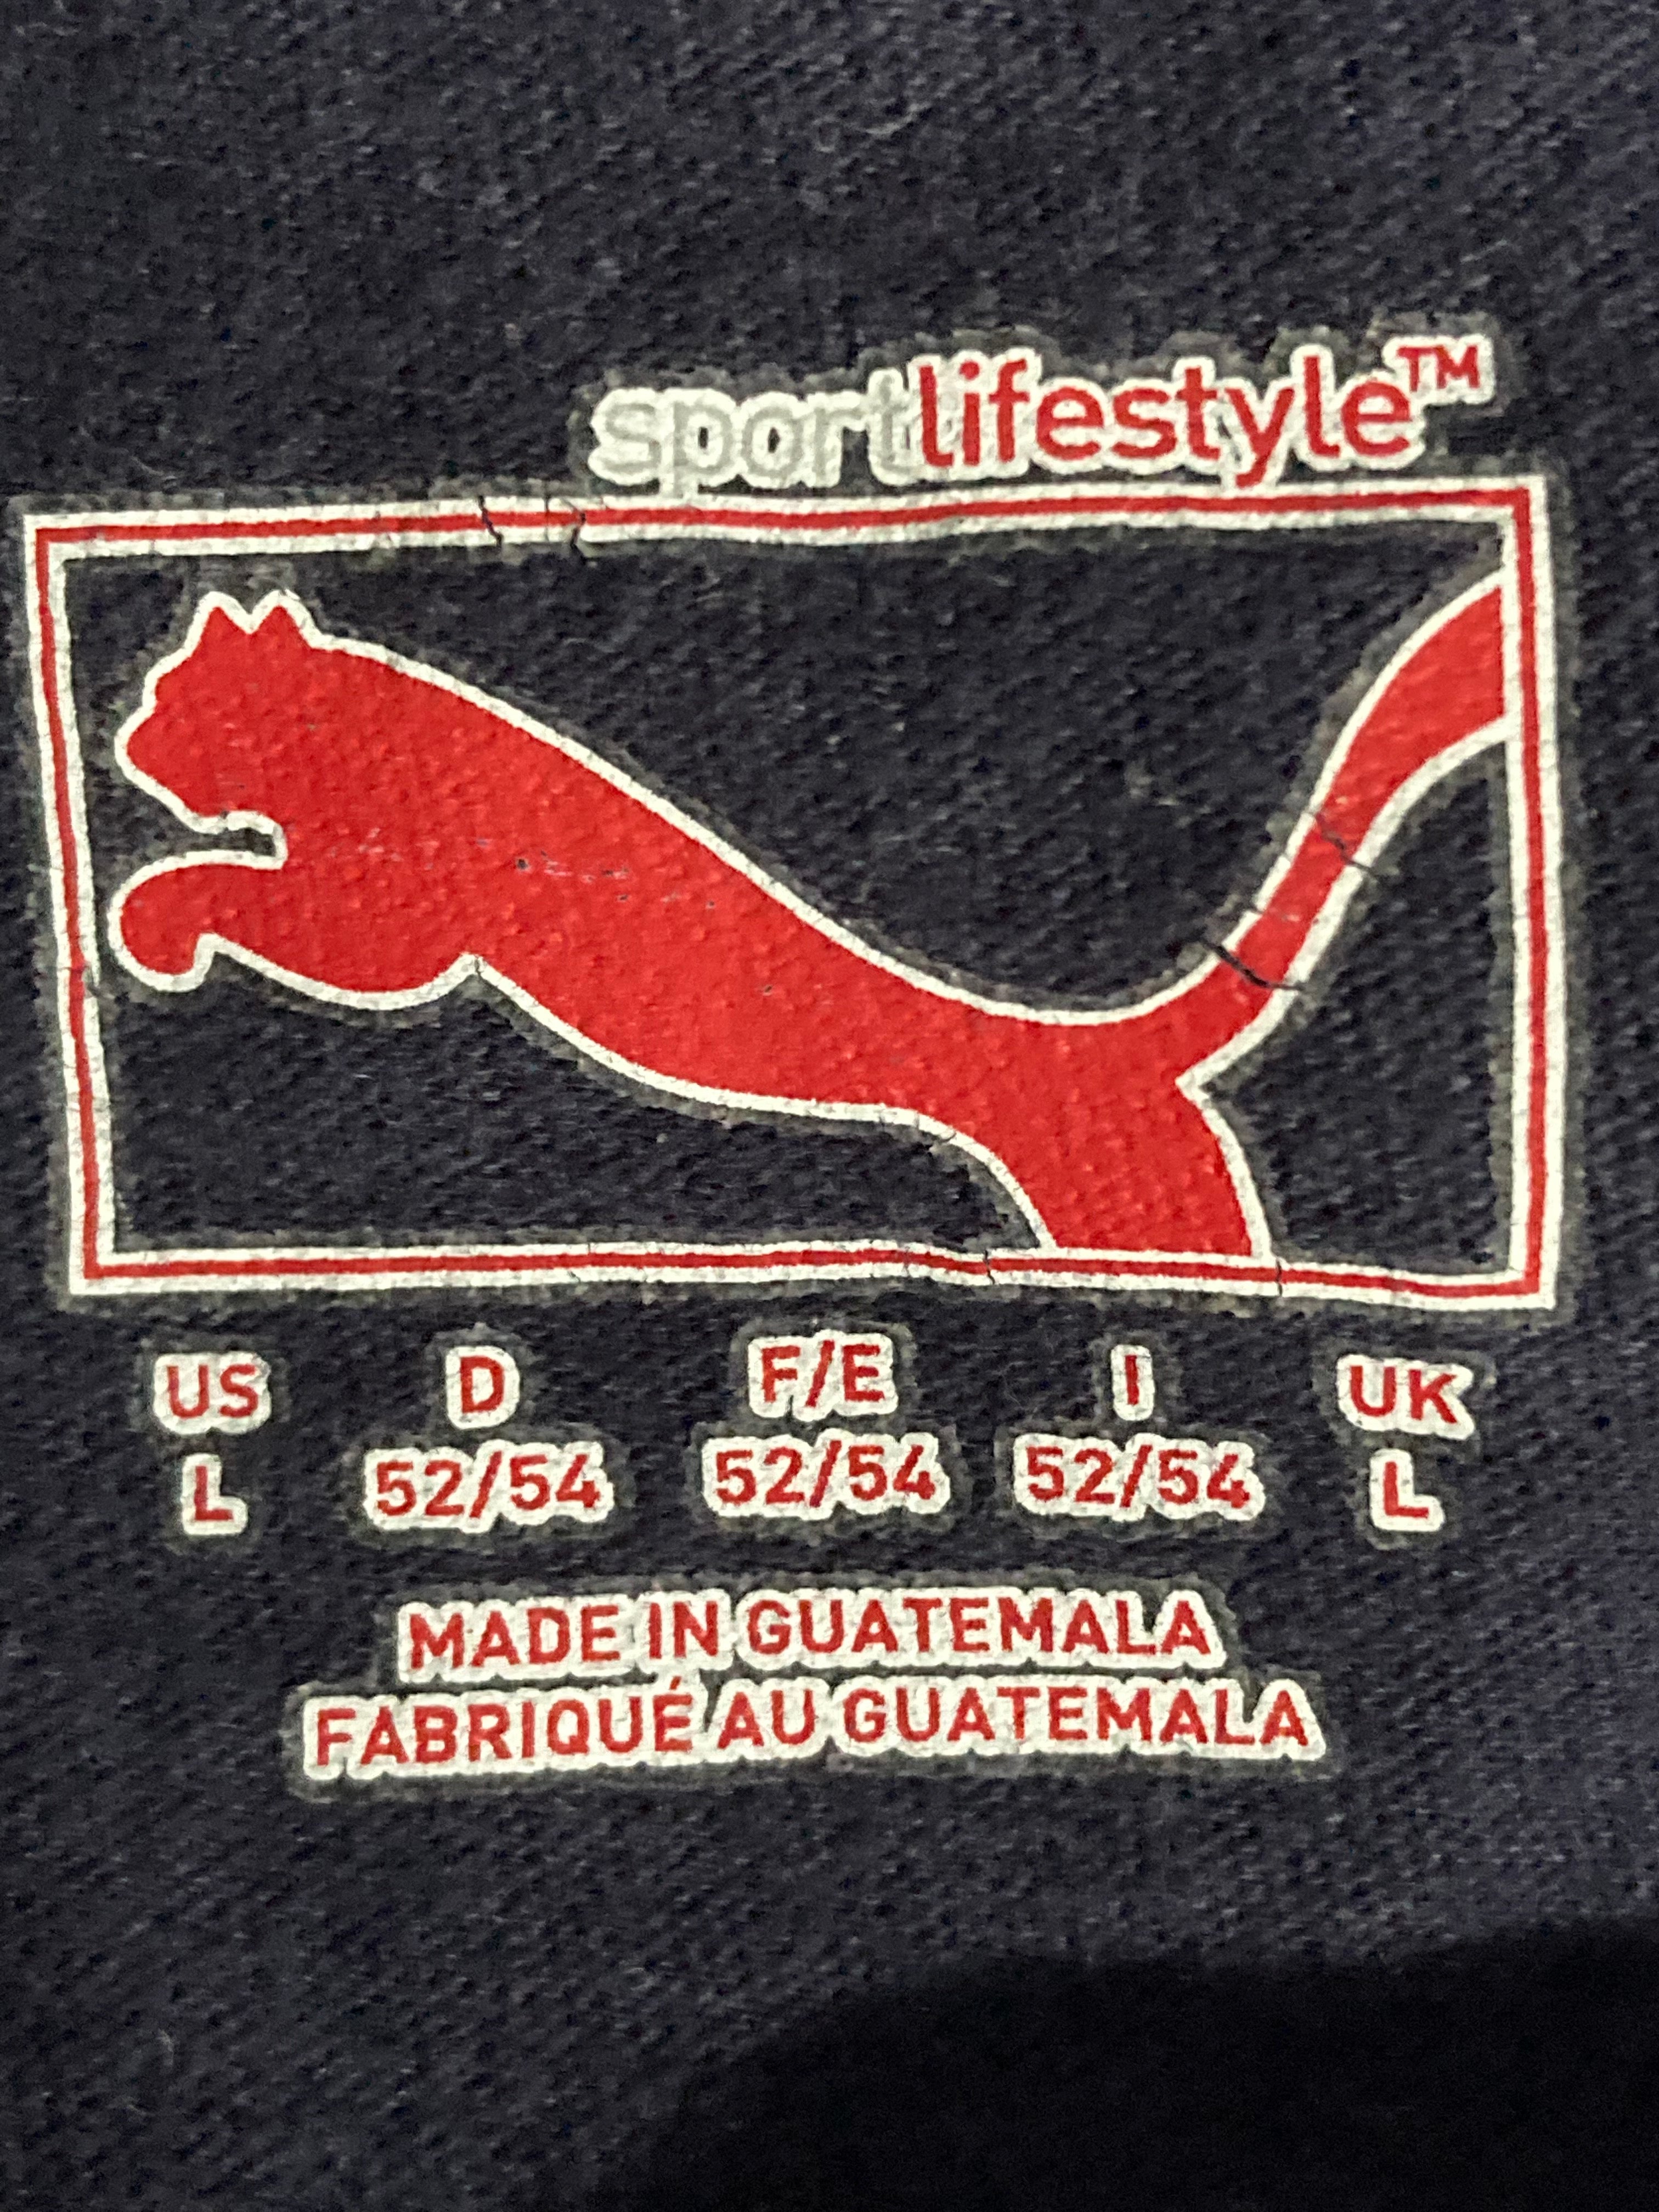 sportlifestyle™
US D F/E I UK
L 52/54 52/54 52/54 L
MADE IN GUATEMALA
FABRIQUÉ AU GUATEMALA